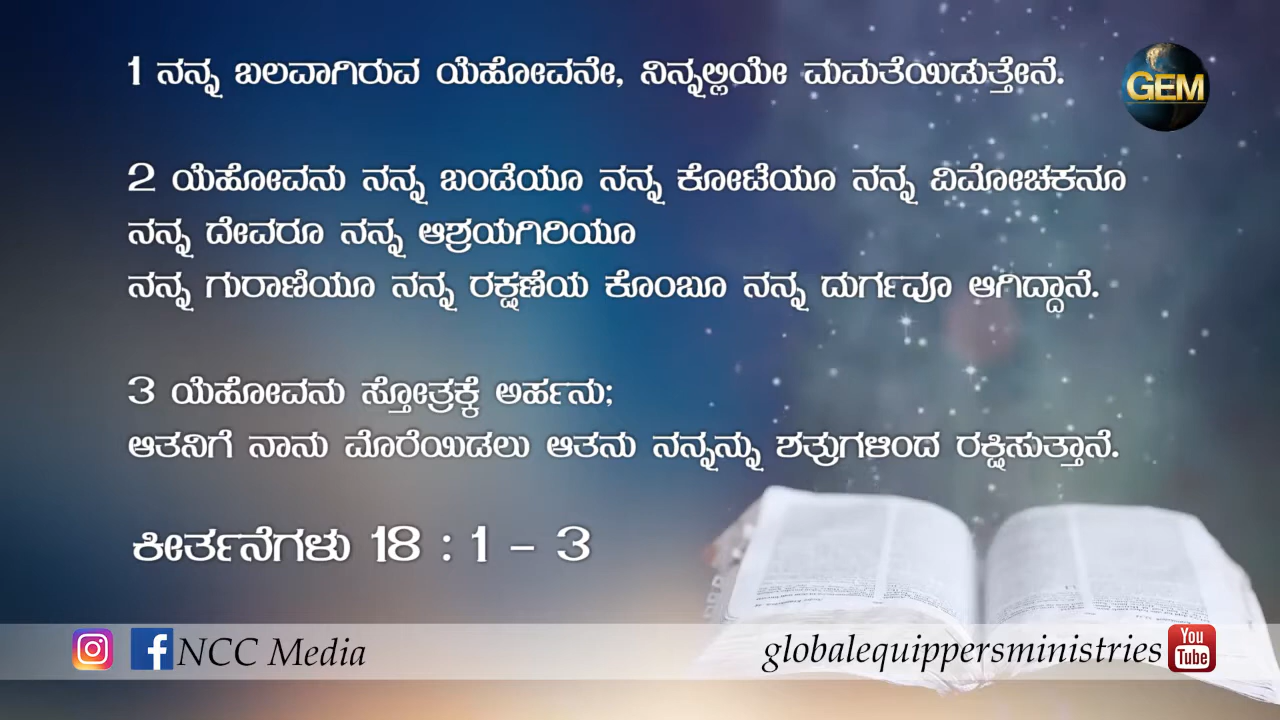 1 ನನ್ನ ಬಲವಾಗಿರುವ ಯೆಹೋವನೇ, ನಿನ್ನಲ್ಲಿಯೇ ಮಮತೆಯಿಡುತ್ತೇನೆ.
GEM
2 ಯೆಹೋವನು ನನ್ನ ಬಂಡೆಯೂ ನನ್ನ ಕೋಟೆಯೂ ನನ್ನ ವಿಮೋಚಕನೂ
ನನ್ನ ದೇವರೂ ನನ್ನ ಆಶ್ರಯಗಿರಿಯೂ
ನನ್ನ ಗುರಾಣಿಯೂ ನನ್ನ ರಕ್ಷಣೆಯ ಕೊಂಬೂ ನನ್ನ ದುರ್ಗವೂ ಆಗಿದ್ದಾನೆ.
3 ಯೆಹೋವನು ಸ್ತೋತ್ರಕ್ಕೆ ಅರ್ಹನು;
ಆತನಿಗೆ ನಾನು ಮೊರೆಯಿಡಲು ಆತನು ನನ್ನನ್ನು ಶತ್ರುಗಳಿಂದ ರಕ್ಷಿಸುತ್ತಾನೆ.
ಕೀರ್ತನೆಗಳು 18 : 1 - 3
NCC Media
globalequippersministries
You
Tube